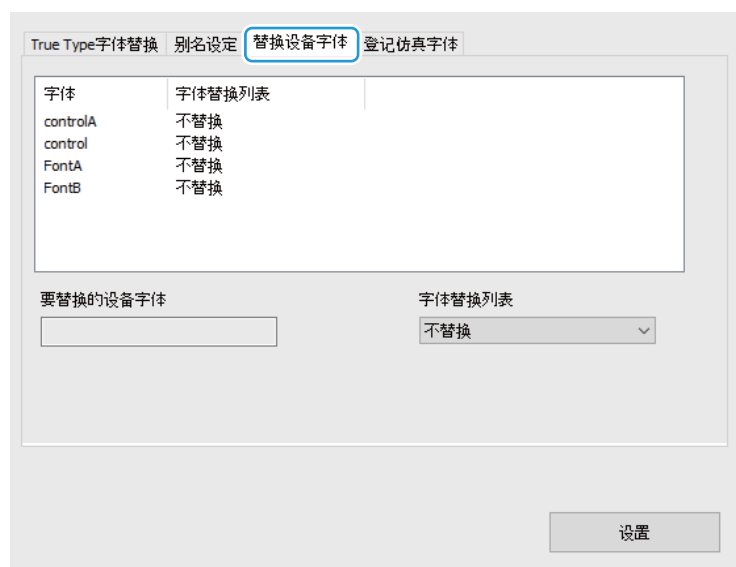 True Type字体替换 别名设定 替换设备字体 登记仿真字体
字体 字体替换列表
controlA 不替换
control 不替换
FontA 不替换
FontB 不替换
要替换的设备字体 字体替换列表
不替换
设置